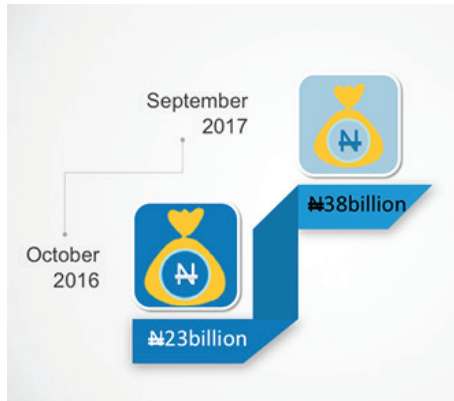 September
2017
₦38billion
October
2016
₦
₦
₦23billion